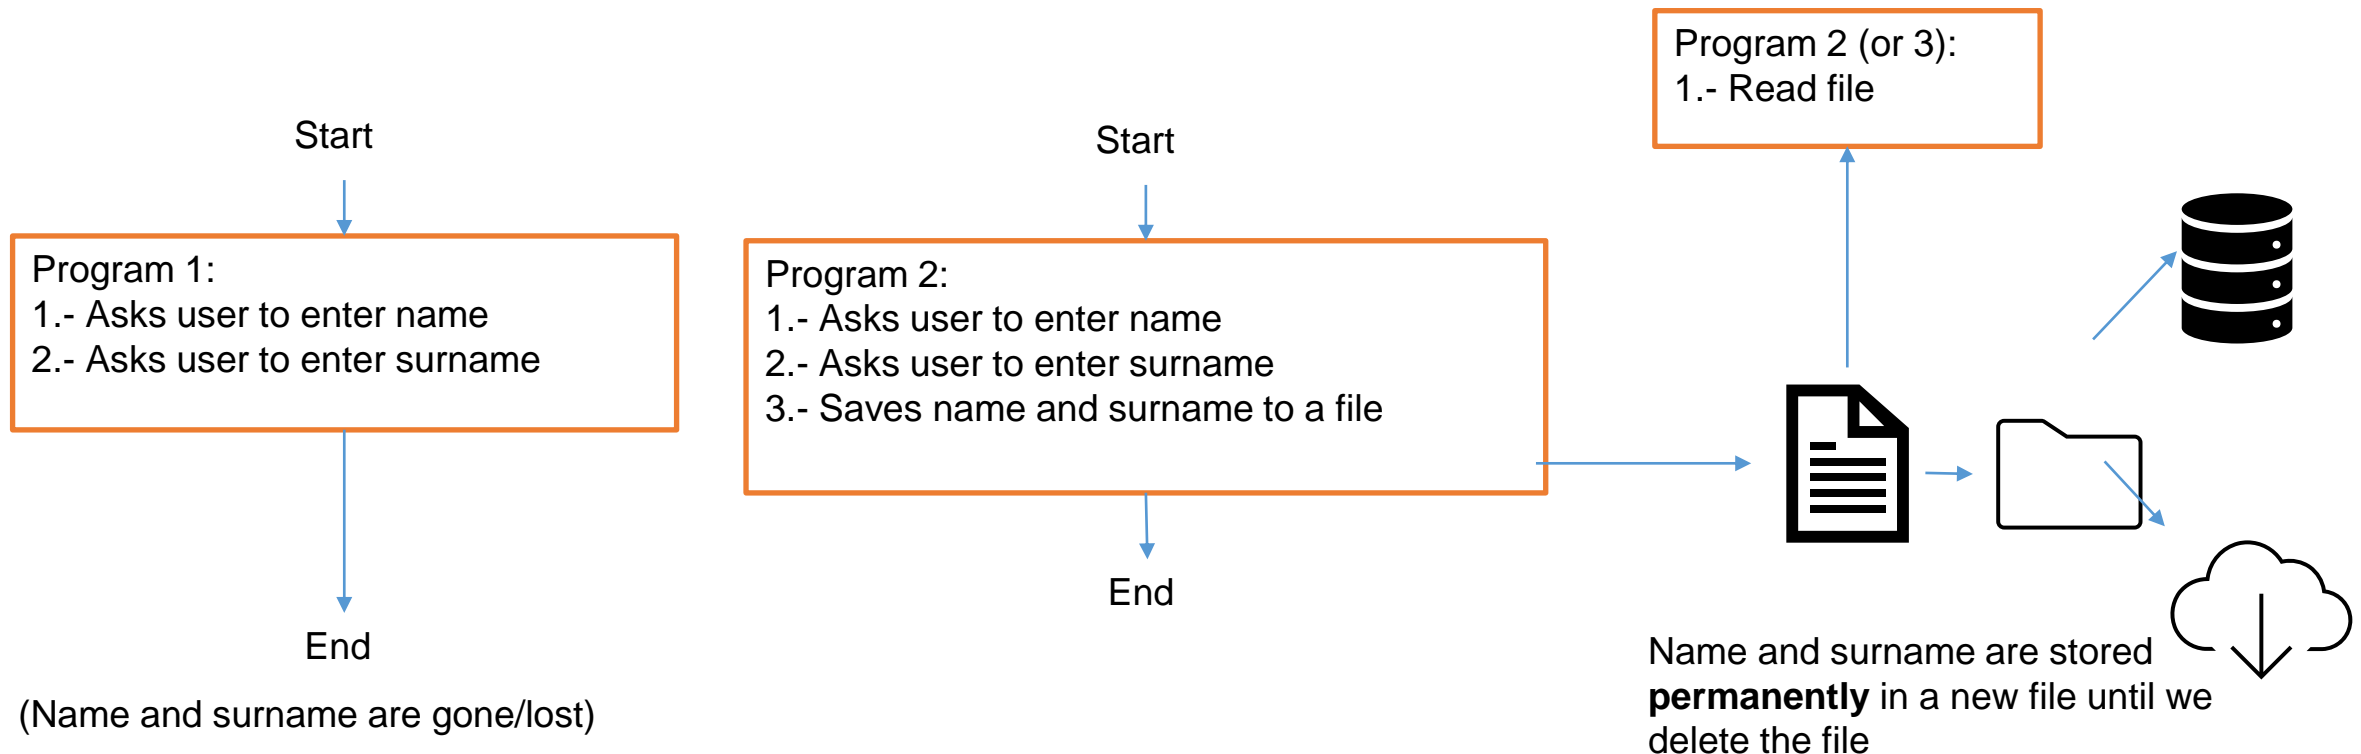 Start
Program 1:
1.- Asks user to enter name
2.- Asks user to enter surname
End
(Name and surname are gone/lost)
Start
Program 2:
1.- Asks user to enter name
2.- Asks user to enter surname
3.- Saves name and surname to a file
End
Program 2 (or 3):
1.- Read file
Name and surname are stored
permanently in a new file until we
delete the file